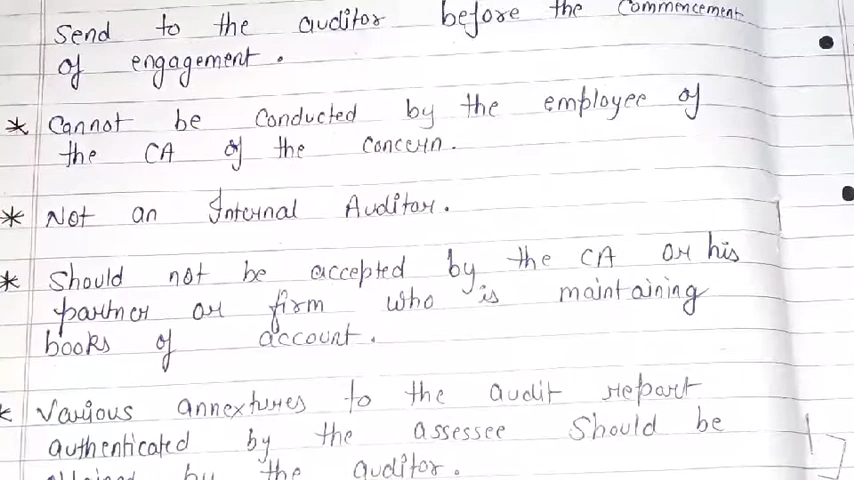 Send to the auditor before the Commencement
of engagement.
* Cannot be Conducted by the employee of
the CA of the Concern.
* Not an Internal Auditor.
* Should not be accepted by the CA or his
partner or firm who is maintaining
books of account.
* Various annextures to the audit report
authenticated by the assessee Should be
by the auditor.